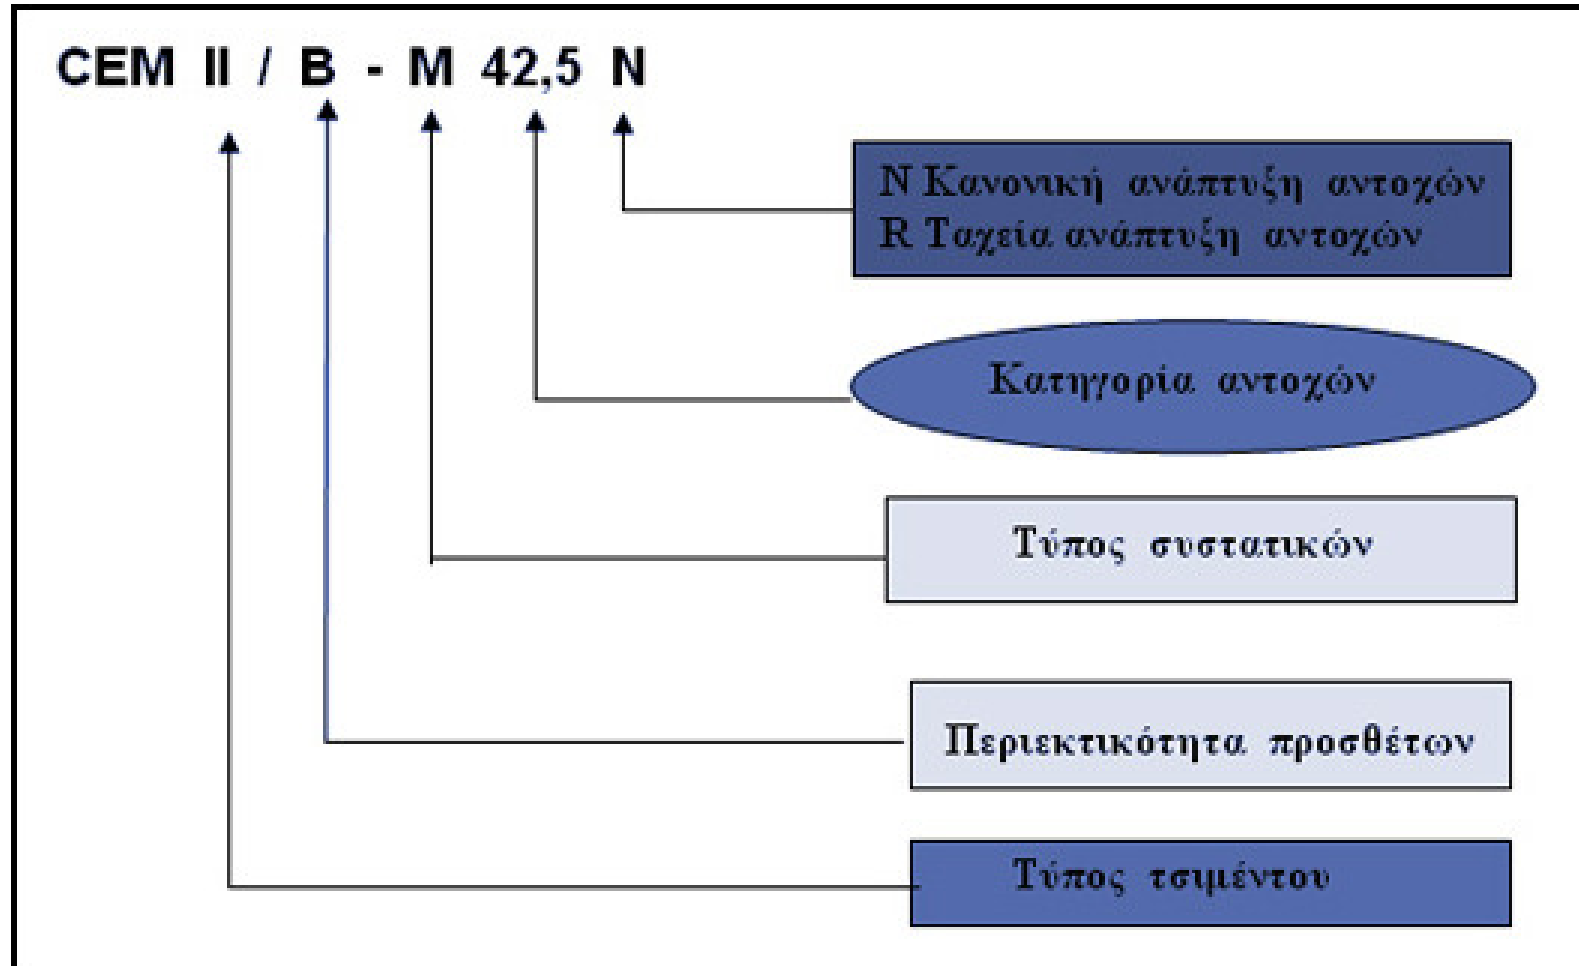 CEM II / B - M 42,5 N
N Κανονική ανάπτυξη αντοχών
R Ταχεία ανάπτυξη αντοχών
Κατηγορία αντοχών
Τύπος συστατικών
Περιεκτικότητα προσθέτων
Τύπος τσιμέντου